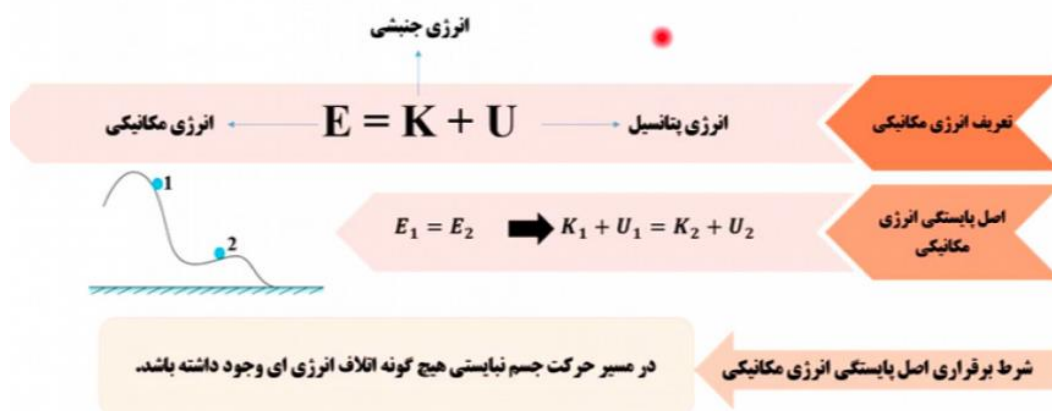 انرژی جنبشی
تعریف انرژی مکانیکی
انرژی پتانسیل
E = K + U
انرژی مکانیکی
اصل پایستگی انرژی
مکانیکی
E₁ = E₂ ➡ K₁ + U₁ = K₂ + U₂
1
2
شرط برقراری اصل پایستگی انرژی مکانیکی
در مسیر حرکت جسم نبایستی هیچ گونه اتلاف انرژی ای وجود داشته باشد.